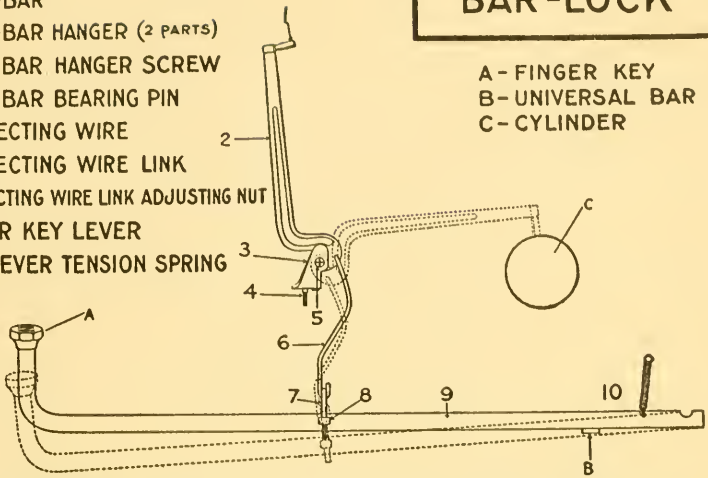 BAR
BAR-LOCK
BAR HANGER (2 PARTS)
BAR HANGER SCREW
BAR BEARING PIN
ECTING WIRE
ECTING WIRE LINK
CTING WIRE LINK ADJUSTING NUT
R KEY LEVER
EVER TENSION SPRING
A - FINGER KEY
B - UNIVERSAL BAR
C - CYLINDER
2
C
3
4
5
A
6
7
8
9
10
B